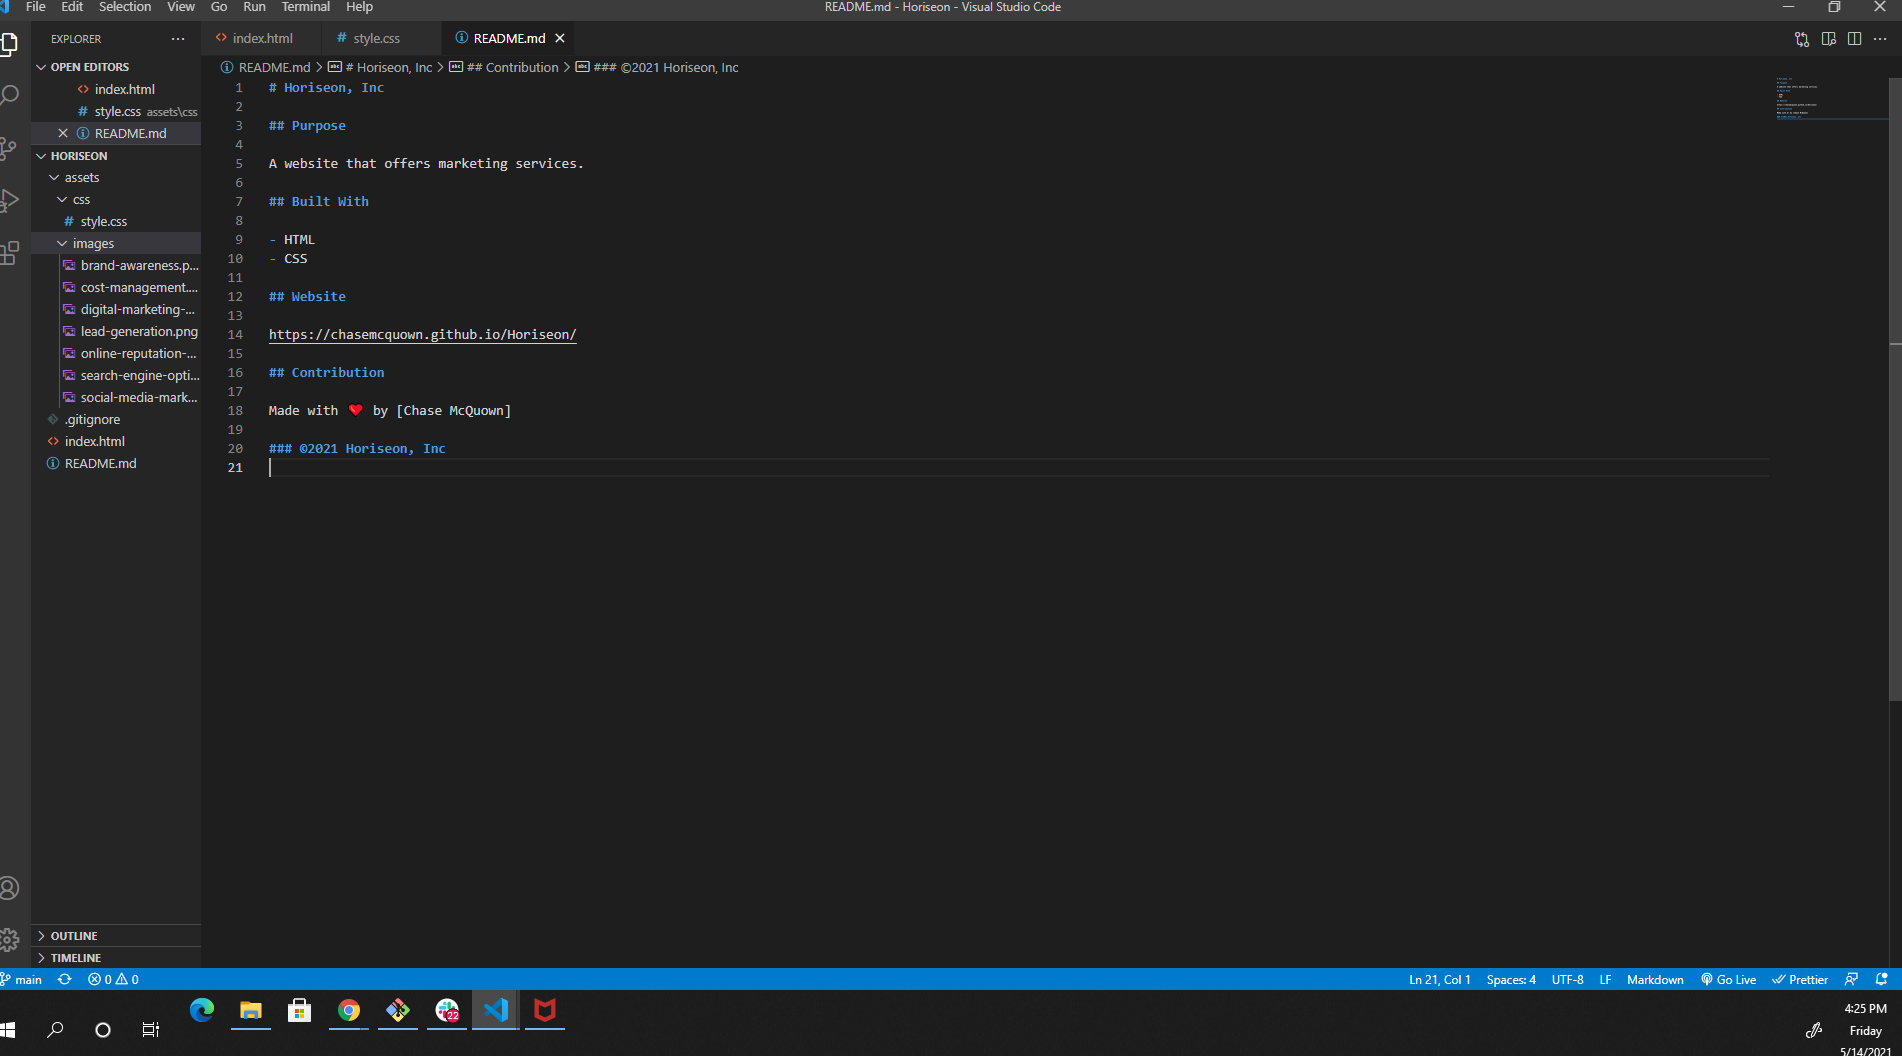 File Edit Selection View Go Run Terminal Help
README.md - Horiseon - Visual Studio Code
EXPLORER
index.html
# style.css
README.md
OPEN EDITORS
index.html
# style.css assets\css
README.md
HORISEON
assets
css
# style.css
images
brand-awareness.p...
cost-management....
digital-marketing-...
lead-generation.png
online-reputation-...
search-engine-opti...
social-media-mark...
.gitignore
index.html
README.md
OUTLINE
TIMELINE
README.md > # Horiseon, Inc > ## Contribution > ### ©2021 Horiseon, Inc
1 # Horiseon, Inc
2
3 ## Purpose
4
5 A website that offers marketing services.
6
7 ## Built With
8
9 - HTML
10 - CSS
11
12 ## Website
13
14 https://chasemcquown.github.io/Horiseon/
15
16 ## Contribution
17
18 Made with ❤️ by [Chase McQuown]
19
20 ### ©2021 Horiseon, Inc
21
main 0 0
Ln 21, Col 1 Spaces: 4 UTF-8 LF Markdown Go Live Prettier
22
4:25 PM
Friday
5/14/2021